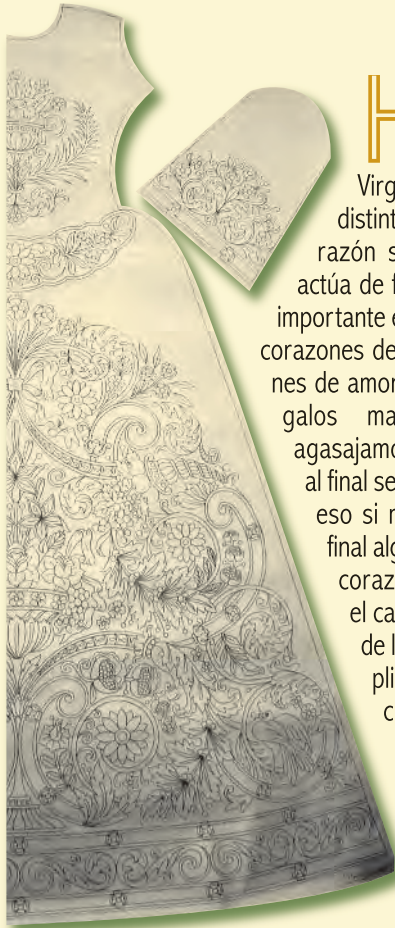 H
Virg
distint
razón s
actúa de f
importante e
corazones de
nes de amor
galos ma
agasajamo
al final se
eso si n
final alg
coraz
el ca
de l
pli
c